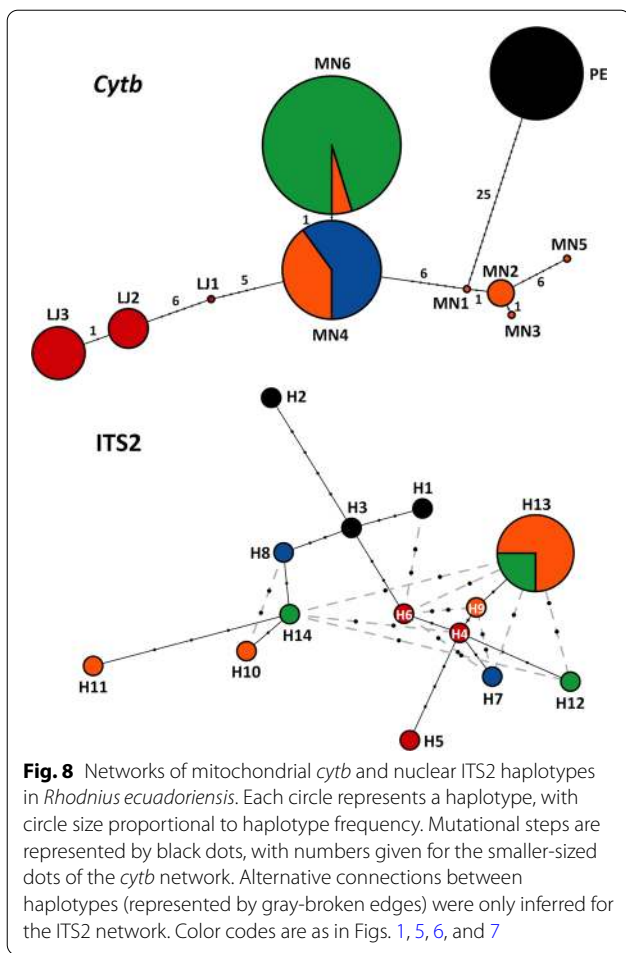 Cytb
MN6
PE
25
1
MN5
6
MN2
6
5
6
LJ1
MN1
1
1
LJ2
MN4
MN3
LJ3
1
H2
ITS2
H1
H3
H13
H8
H9
H6
H14
H4
H11
H10
H7
H12
H5
Fig. 8 Networks of mitochondrial cytb and nuclear ITS2 haplotypes
in Rhodnius ecuadoriensis. Each circle represents a haplotype, with
circle size proportional to haplotype frequency. Mutational steps are
represented by black dots, with numbers given for the smaller-sized
dots of the cytb network. Alternative connections between
haplotypes (represented by gray-broken edges) were only inferred for
the ITS2 network. Color codes are as in Figs. 1, 5, 6, and 7